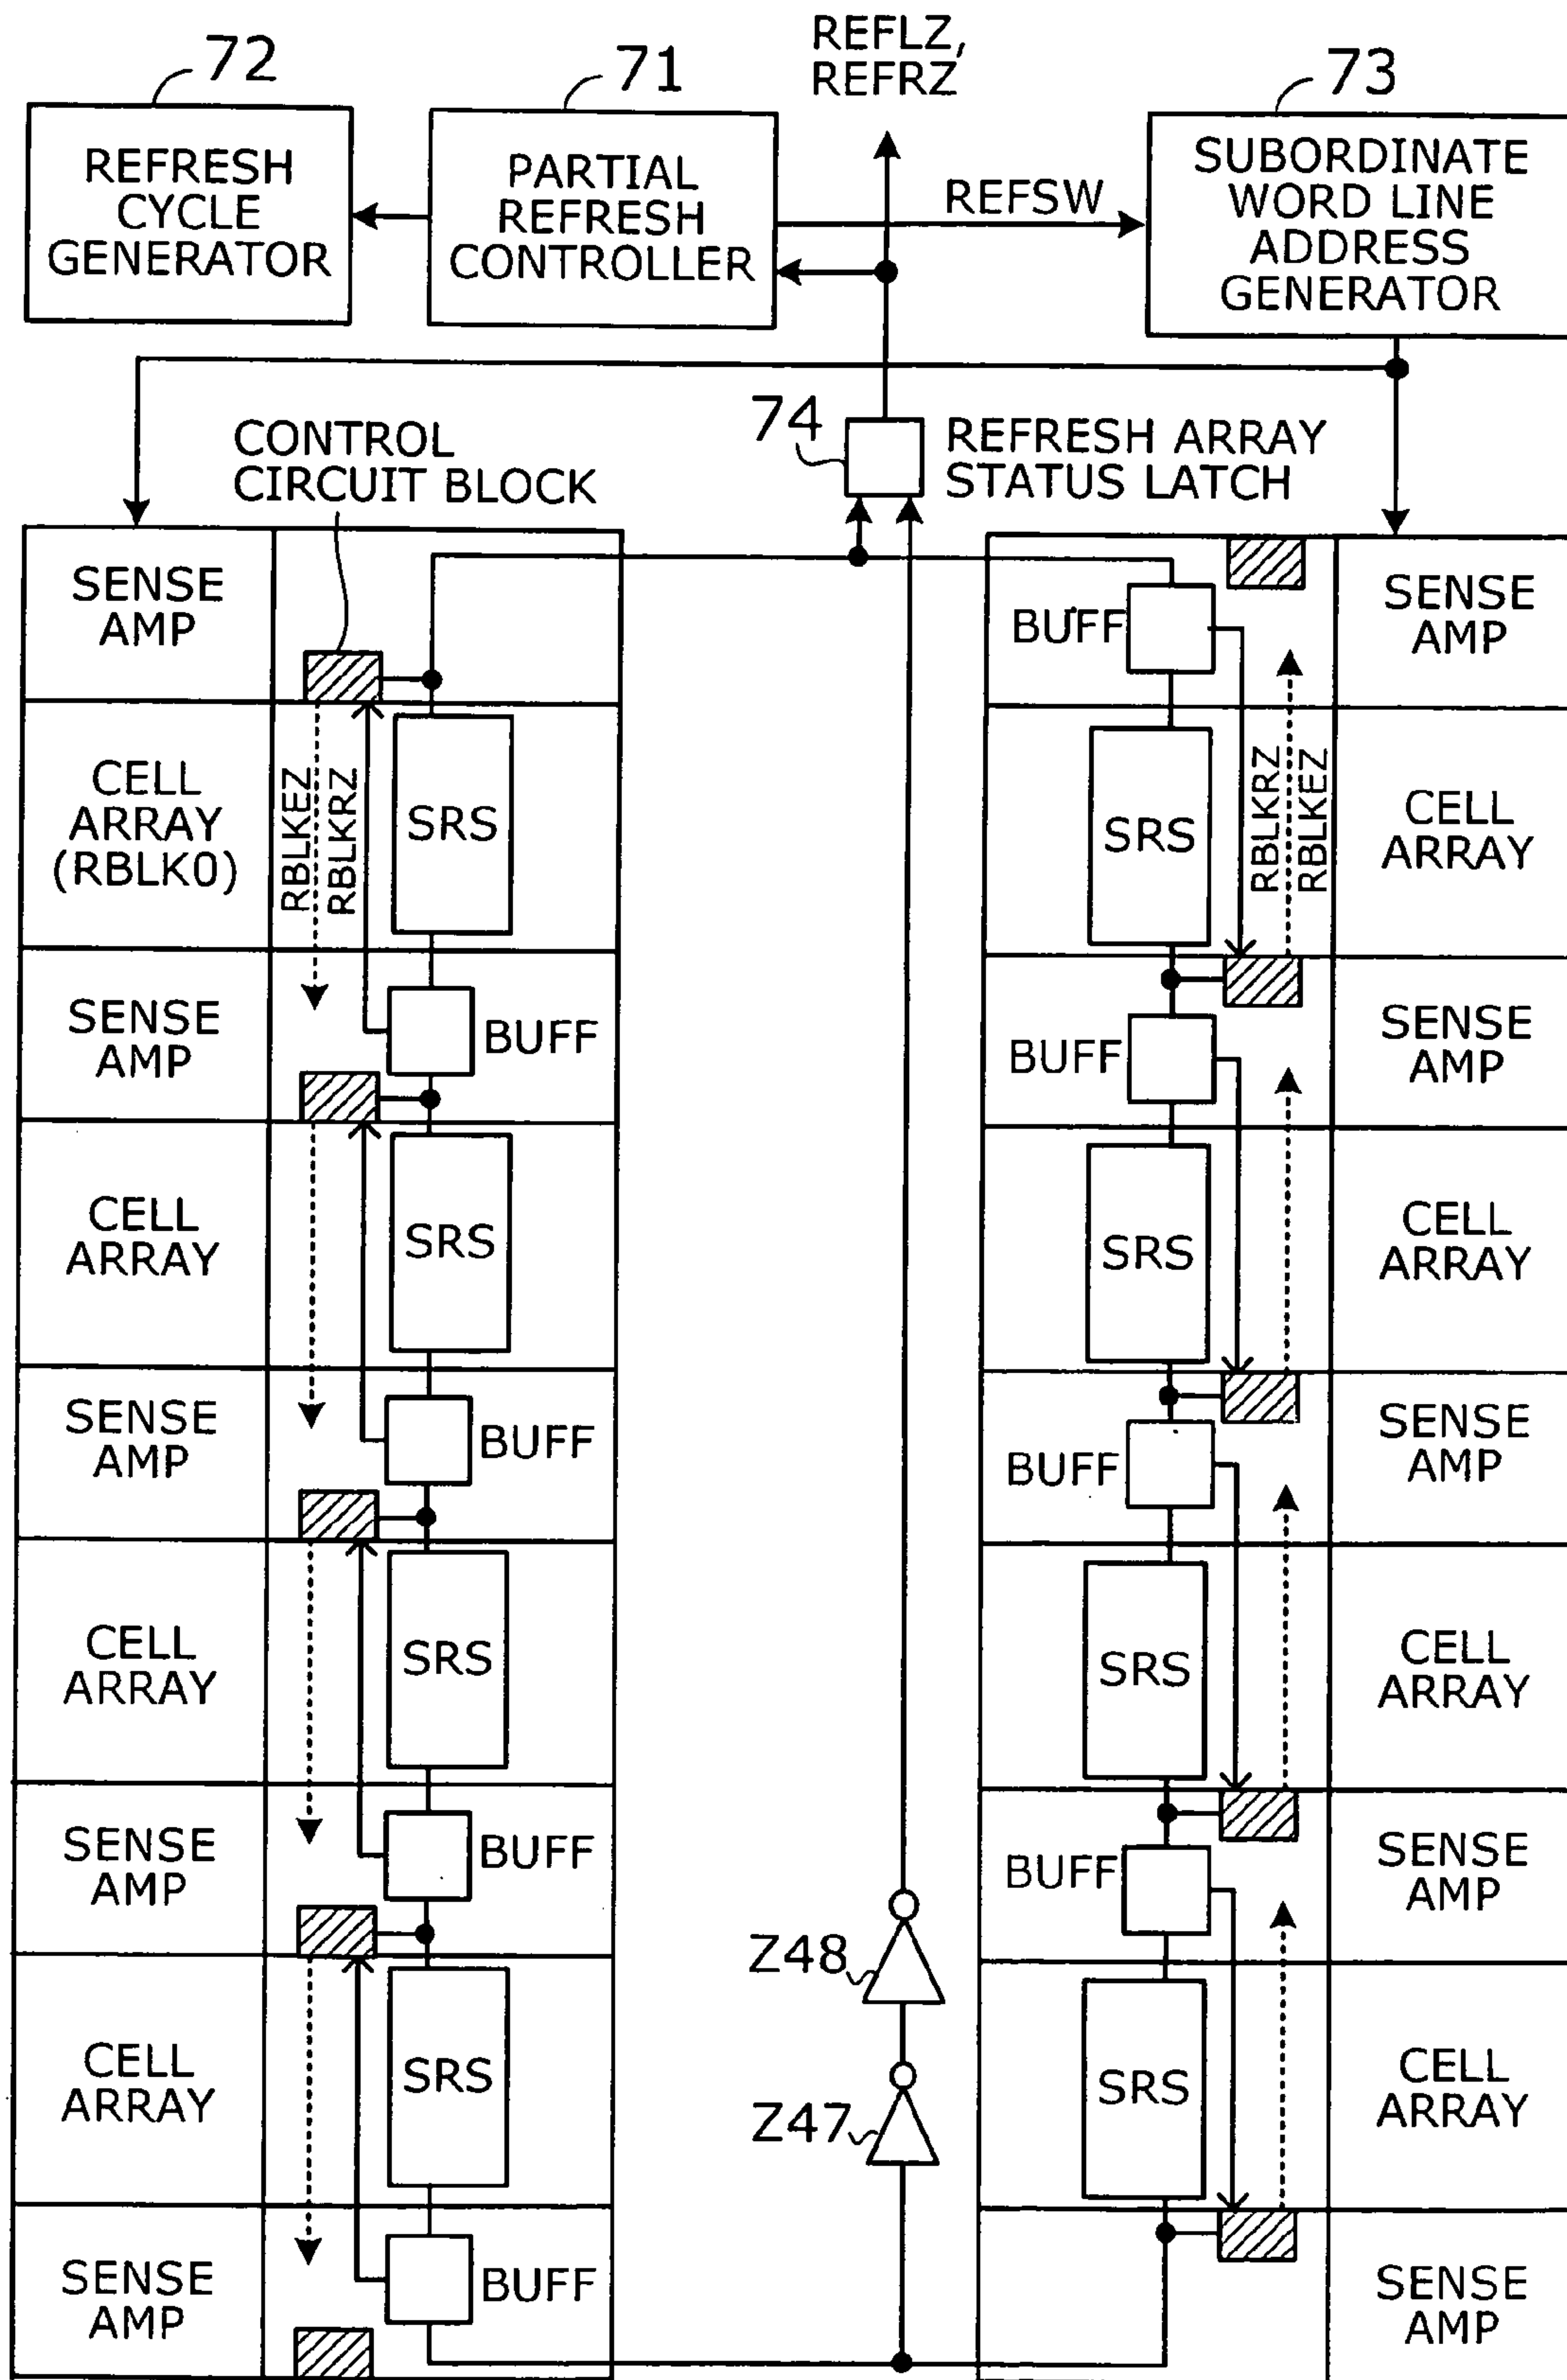 72
71
REFLZ,
REFRZ
73
REFRESH
CYCLE
GENERATOR
PARTIAL
REFRESH
CONTROLLER
REFSW
SUBORDINATE
WORD LINE
ADDRESS
GENERATOR
CONTROL
CIRCUIT BLOCK
74
REFRESH ARRAY
STATUS LATCH
SENSE
AMP
BUFF
SENSE
AMP
CELL
ARRAY
(RBLK0)
RBLKEZ
RBLKRZ
SRS
SRS
RBLKRZ
RBLKEZ
CELL
ARRAY
SENSE
AMP
BUFF
BUFF
SENSE
AMP
CELL
ARRAY
SRS
SRS
CELL
ARRAY
SENSE
AMP
BUFF
BUFF
SENSE
AMP
CELL
ARRAY
SRS
SRS
CELL
ARRAY
SENSE
AMP
BUFF
BUFF
SENSE
AMP
Z48
CELL
ARRAY
SRS
Z47
SRS
CELL
ARRAY
SENSE
AMP
BUFF
SENSE
AMP